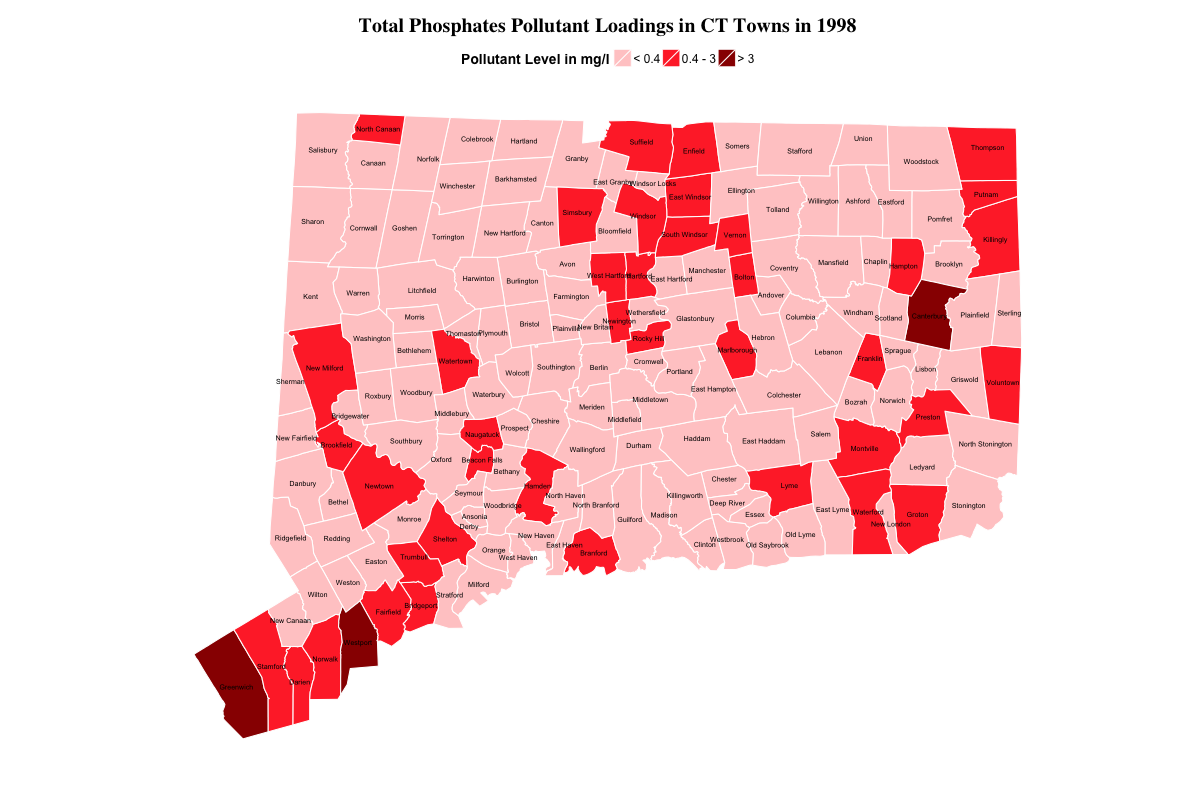 Total Phosphates Pollutant Loadings in CT Towns in 1998
Pollutant Level in mg/l < 0.4 0.4 - 3 > 3
North Canaan
Suffield
Enfield
Salisbury
Canaan
Norfolk
Colebrook
Hartland
Granby
Somers
Stafford
Union
Woodstock
Thompson
Winchester
Barkhamsted
East Granby
Windsor Locks
East Windsor
Ellington
Tolland
Willington
Ashford
Eastford
Putnam
Sharon
Cornwall
Goshen
Torrington
New Hartford
Canton
Simsbury
Bloomfield
Windsor
South Windsor
Vernon
Pomfret
Killingly
Kent
Warren
Litchfield
Harwinton
Burlington
Avon
Farmington
West Hartford
Hartford
East Hartford
Manchester
Bolton
Coventry
Andover
Mansfield
Chaplin
Hampton
Brooklyn
Washington
Morris
Bethlehem
Thomaston
Plymouth
Bristol
Plainville
New Britain
Newington
Wethersfield
Rocky Hill
Glastonbury
Marlborough
Hebron
Columbia
Windham
Scotland
Canterbury
Plainfield
Sterling
Sherman
New Milford
Roxbury
Woodbury
Watertown
Waterbury
Wolcott
Southington
Berlin
Cromwell
Portland
East Hampton
Colchester
Lebanon
Franklin
Sprague
Lisbon
Griswold
Voluntown
Bridgewater
Middlebury
Naugatuck
Prospect
Cheshire
Meriden
Middletown
Middlefield
Bozrah
Norwich
Preston
New Fairfield
Brookfield
Southbury
Oxford
Beacon Falls
Bethany
Wallingford
Durham
Haddam
East Haddam
Salem
Montville
Ledyard
North Stonington
Danbury
Bethel
Newtown
Seymour
Woodbridge
Hamden
North Haven
North Branford
Guilford
Madison
Killingworth
Chester
Deep River
Essex
Lyme
East Lyme
Waterford
New London
Groton
Stonington
Ridgefield
Redding
Monroe
Ansonia
Derby
Shelton
Orange
New Haven
West Haven
East Haven
Branford
Clinton
Westbrook
Old Saybrook
Old Lyme
Easton
Trumbull
Weston
Wilton
Milford
Stratford
Bridgeport
Fairfield
New Canaan
Westport
Norwalk
Stamford
Darien
Greenwich